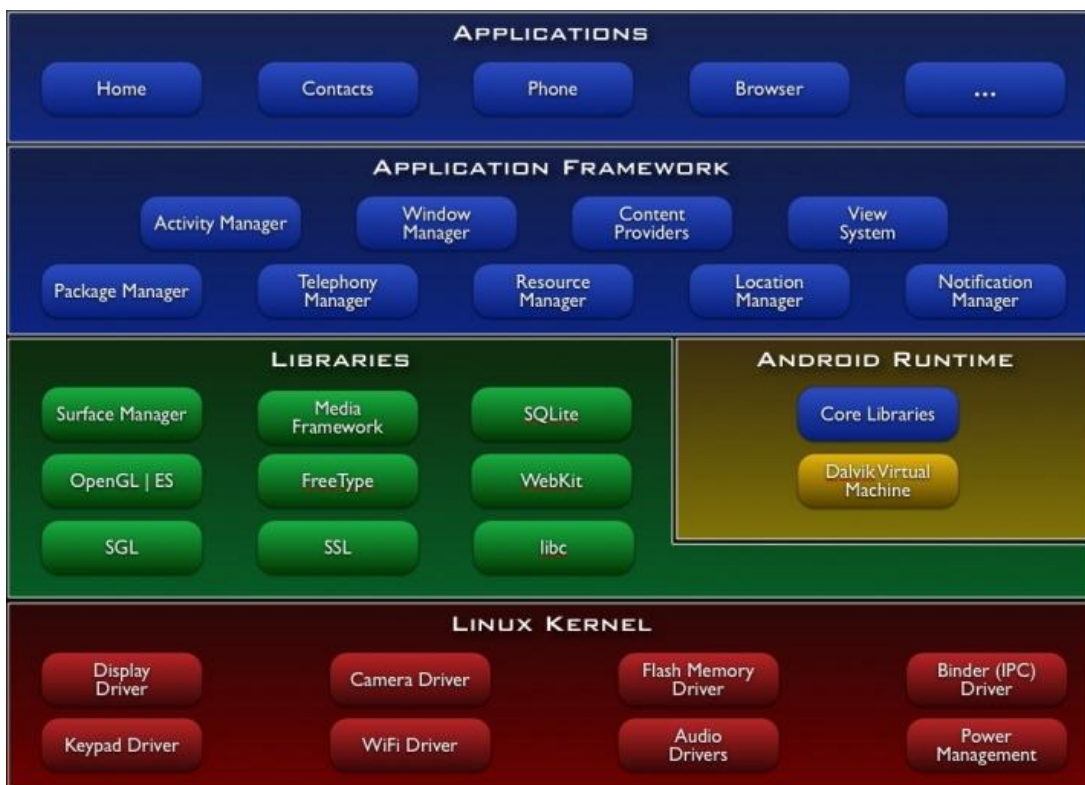 APPLICATIONS
Home
Contacts
Phone
Browser
...
APPLICATION FRAMEWORK
Activity Manager
Window
Manager
Content
Providers
View
System
Package Manager
Telephony
Manager
Resource
Manager
Location
Manager
Notification
Manager
LIBRARIES
Surface Manager
Media
Framework
SQLite
OpenGL | ES
FreeType
WebKit
SGL
SSL
libc
ANDROID RUNTIME
Core Libraries
Dalvik Virtual
Machine
LINUX KERNEL
Display
Driver
Camera Driver
Flash Memory
Driver
Binder (IPC)
Driver
Keypad Driver
WiFi Driver
Audio
Drivers
Power
Management